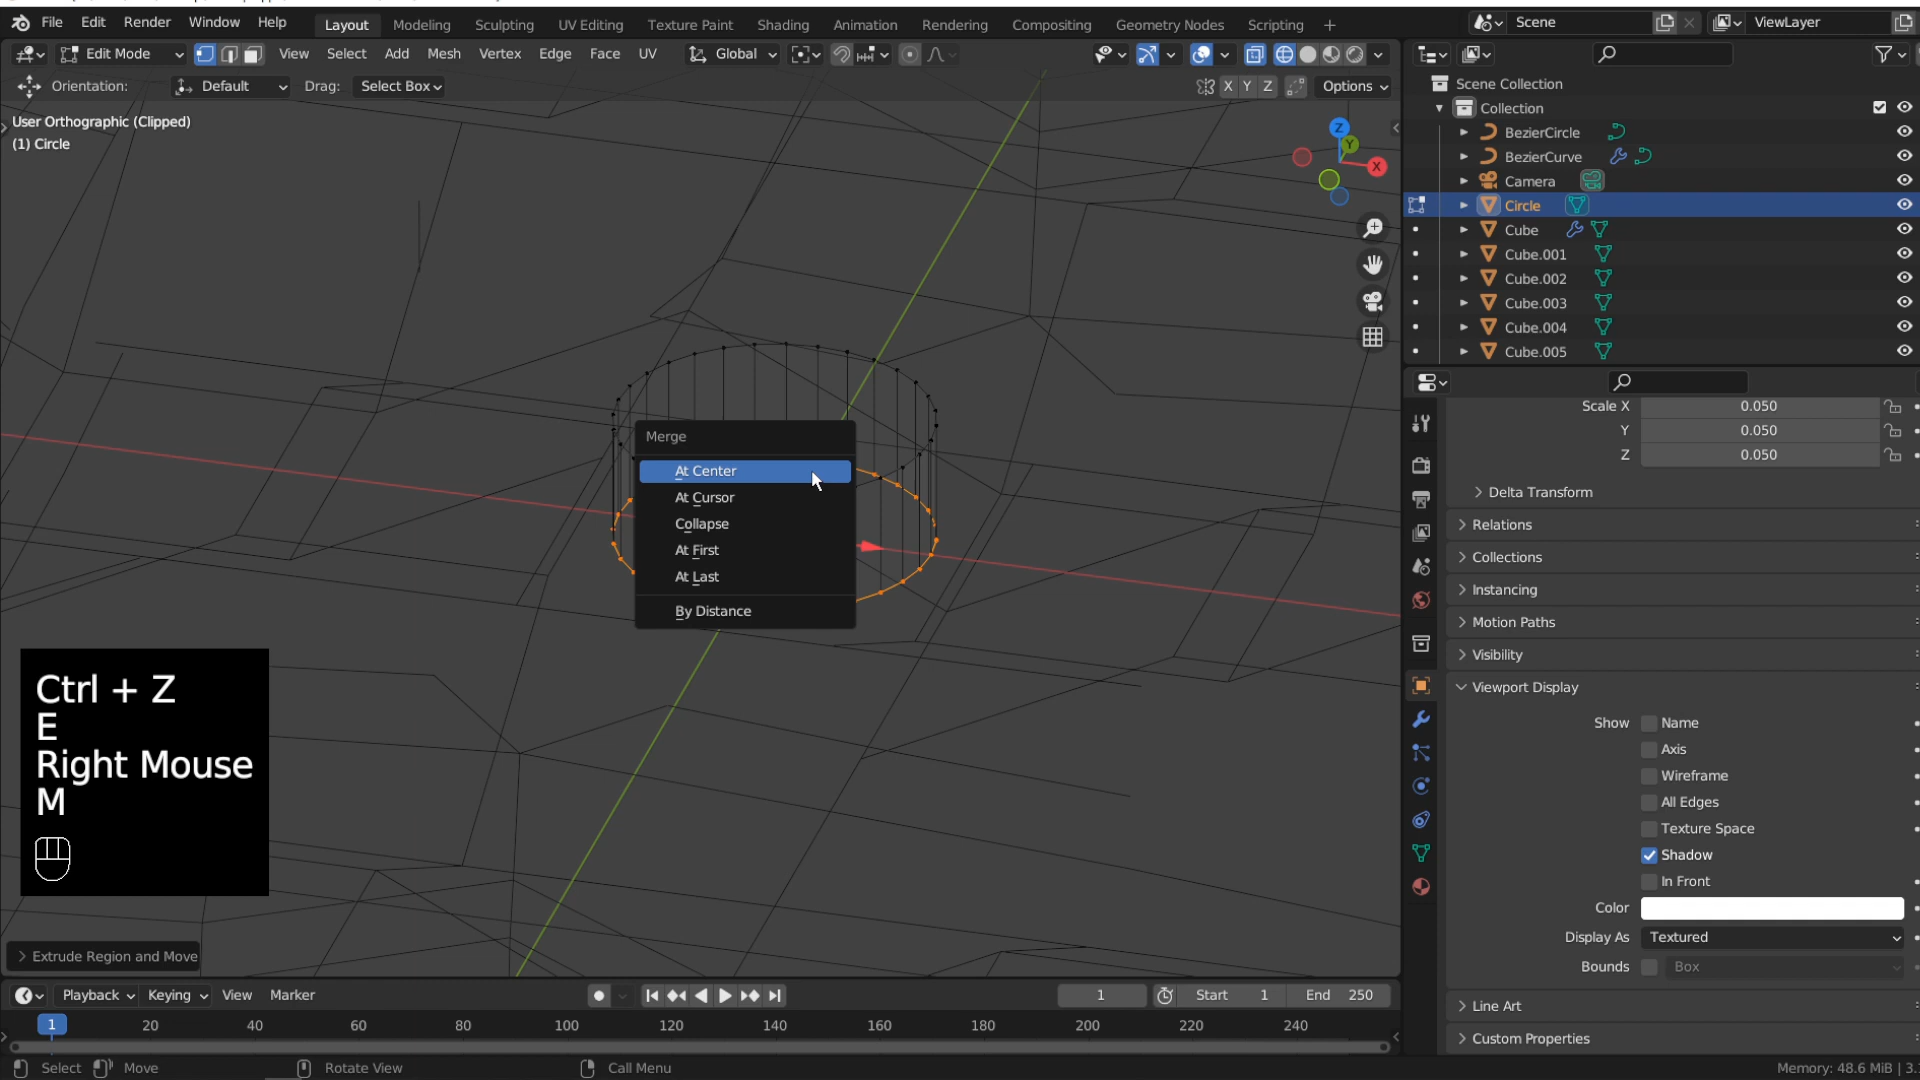 File Edit Render Window Help Layout Modeling Sculpting UV Editing Texture Paint Shading Animation Rendering Compositing Geometry Nodes Scripting + Scene ViewLayer
Edit Mode View Select Add Mesh Vertex Edge Face UV Global
Orientation: Default Drag: Select Box X Y Z Options
User Orthographic (Clipped)
(1) Circle
Z
Y
X
Scene Collection
Collection
BezierCircle
BezierCurve
Camera
Circle
Cube
Cube.001
Cube.002
Cube.003
Cube.004
Cube.005
Merge
At Center
At Cursor
Collapse
At First
At Last
By Distance
Scale X 0.050
Y 0.050
Z 0.050
Delta Transform
Relations
Collections
Instancing
Motion Paths
Visibility
Viewport Display
Show Name
Axis
Wireframe
All Edges
Texture Space
Shadow
In Front
Color
Display As Textured
Bounds Box
Line Art
Custom Properties
Ctrl + Z
E
Right Mouse
M
Extrude Region and Move
Playback Keying View Marker 1 Start 1 End 250
1 20 40 60 80 100 120 140 160 180 200 220 240
Select Move Rotate View Call Menu Memory: 48.6 MiB | 3.